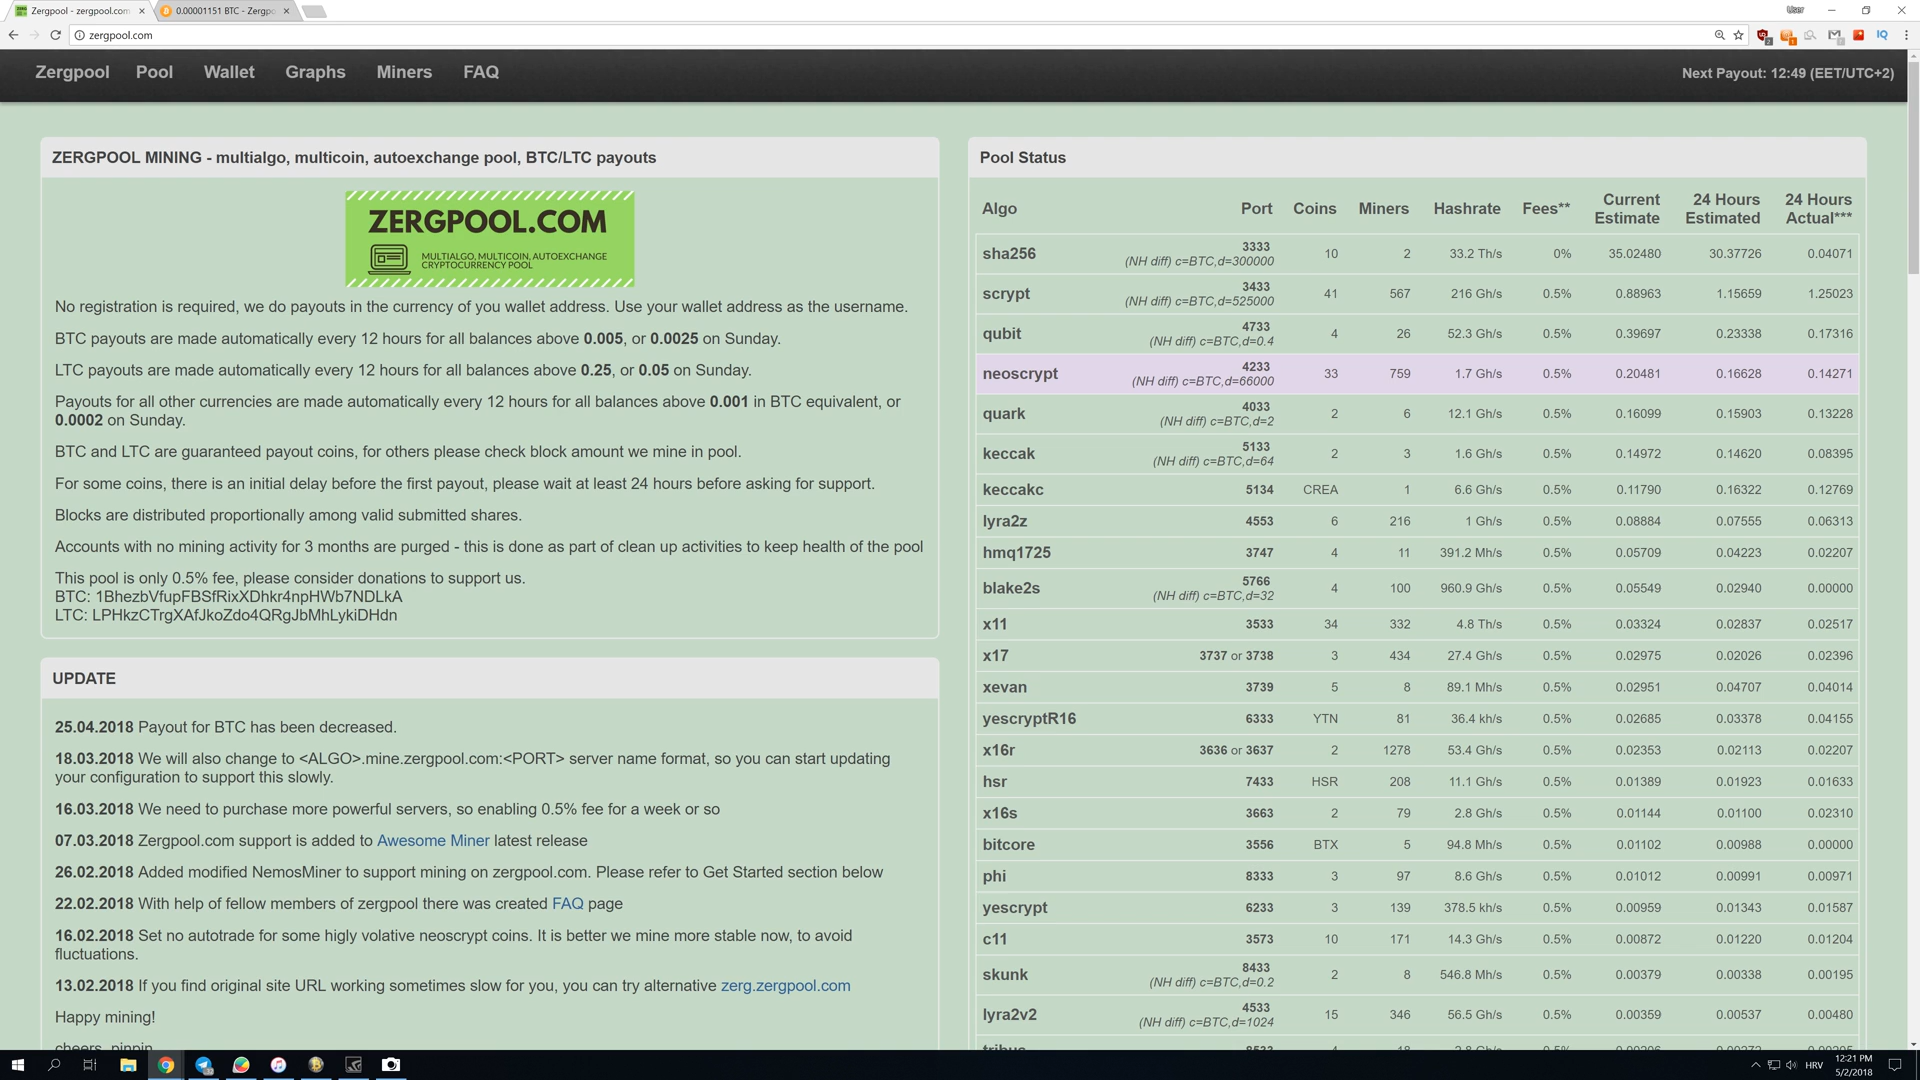 Zergpool - zergpool.com
0.00001151 BTC - Zergpo
User
zergpool.com
IQ
Zergpool Pool Wallet Graphs Miners FAQ
Next Payout: 12:49 (EET/UTC+2)
ZERGPOOL MINING - multialgo, multicoin, autoexchange pool, BTC/LTC payouts
ZERGPOOL.COM
MULTIALGO, MULTICOIN, AUTOEXCHANGE
CRYPTOCURRENCY POOL
No registration is required, we do payouts in the currency of you wallet address. Use your wallet address as the username.
BTC payouts are made automatically every 12 hours for all balances above 0.005, or 0.0025 on Sunday.
LTC payouts are made automatically every 12 hours for all balances above 0.25, or 0.05 on Sunday.
Payouts for all other currencies are made automatically every 12 hours for all balances above 0.001 in BTC equivalent, or
0.0002 on Sunday.
BTC and LTC are guaranteed payout coins, for others please check block amount we mine in pool.
For some coins, there is an initial delay before the first payout, please wait at least 24 hours before asking for support.
Blocks are distributed proportionally among valid submitted shares.
Accounts with no mining activity for 3 months are purged - this is done as part of clean up activities to keep health of the pool
This pool is only 0.5% fee, please consider donations to support us.
BTC: 1BhezbVfupFBSfRixXDhkr4npHWb7NDLkA
LTC: LPHkzCTrgXAfJkoZdo4QRgJbMhLykiDHdn
UPDATE
25.04.2018 Payout for BTC has been decreased.
18.03.2018 We will also change to <ALGO>.mine.zergpool.com:<PORT> server name format, so you can start updating
your configuration to support this slowly.
16.03.2018 We need to purchase more powerful servers, so enabling 0.5% fee for a week or so
07.03.2018 Zergpool.com support is added to Awesome Miner latest release
26.02.2018 Added modified NemosMiner to support mining on zergpool.com. Please refer to Get Started section below
22.02.2018 With help of fellow members of zergpool there was created FAQ page
16.02.2018 Set no autotrade for some higly volative neoscrypt coins. It is better we mine more stable now, to avoid
fluctuations.
13.02.2018 If you find original site URL working sometimes slow for you, you can try alternative zerg.zergpool.com
Happy mining!
cheers, pinpin
Pool Status
Algo Port Coins Miners Hashrate Fees** Current Estimate 24 Hours Estimated 24 Hours Actual***
sha256 3333 (NH diff) c=BTC,d=300000 10 2 33.2 Th/s 0% 35.02480 30.37726 0.04071
scrypt 3433 (NH diff) c=BTC,d=525000 41 567 216 Gh/s 0.5% 0.88963 1.15659 1.25023
qubit 4733 (NH diff) c=BTC,d=0.4 4 26 52.3 Gh/s 0.5% 0.39697 0.23338 0.17316
neoscrypt 4233 (NH diff) c=BTC,d=66000 33 759 1.7 Gh/s 0.5% 0.20481 0.16628 0.14271
quark 4033 (NH diff) c=BTC,d=2 2 6 12.1 Gh/s 0.5% 0.16099 0.15903 0.13228
keccak 5133 (NH diff) c=BTC,d=64 2 3 1.6 Gh/s 0.5% 0.14972 0.14620 0.08395
keccakc 5134 CREA 1 6.6 Gh/s 0.5% 0.11790 0.16322 0.12769
lyra2z 4553 6 216 1 Gh/s 0.5% 0.08884 0.07555 0.06313
hmq1725 3747 4 11 391.2 Mh/s 0.5% 0.05709 0.04223 0.02207
blake2s 5766 (NH diff) c=BTC,d=32 4 100 960.9 Gh/s 0.5% 0.05549 0.02940 0.00000
x11 3533 34 332 4.8 Th/s 0.5% 0.03324 0.02837 0.02517
x17 3737 or 3738 3 434 27.4 Gh/s 0.5% 0.02975 0.02026 0.02396
xevan 3739 5 8 89.1 Mh/s 0.5% 0.02951 0.04707 0.04014
yescryptR16 6333 YTN 81 36.4 kh/s 0.5% 0.02685 0.03378 0.04155
x16r 3636 or 3637 2 1278 53.4 Gh/s 0.5% 0.02353 0.02113 0.02207
hsr 7433 HSR 208 11.1 Gh/s 0.5% 0.01389 0.01923 0.01633
x16s 3663 2 79 2.8 Gh/s 0.5% 0.01144 0.01100 0.02310
bitcore 3556 BTX 5 94.8 Mh/s 0.5% 0.01102 0.00988 0.00000
phi 8333 3 97 8.6 Gh/s 0.5% 0.01012 0.00991 0.00971
yescrypt 6233 3 139 378.5 kh/s 0.5% 0.00959 0.01343 0.01587
c11 3573 10 171 14.3 Gh/s 0.5% 0.00872 0.01220 0.01204
skunk 8433 (NH diff) c=BTC,d=0.2 2 8 546.8 Mh/s 0.5% 0.00379 0.00338 0.00195
lyra2v2 4533 (NH diff) c=BTC,d=1024 15 346 56.5 Gh/s 0.5% 0.00359 0.00537 0.00480
tribus
HRV
12:21 PM
5/2/2018